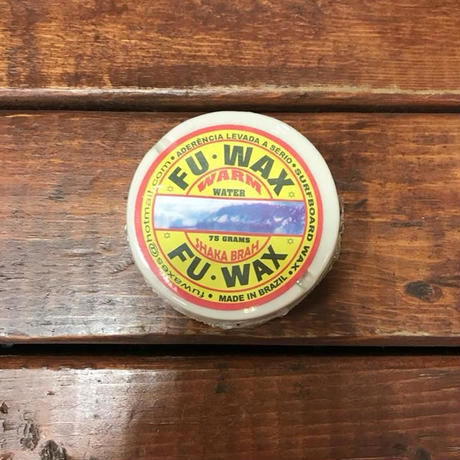 fuwaxes@hotmail.com • ADERÊNCIA LEVADA A SÉRIO • SURFBOARD WAX • MADE IN BRAZIL •
FU • WAX
WARM
WATER
75 GRAMS
SHAKA BRAH
FU • WAX